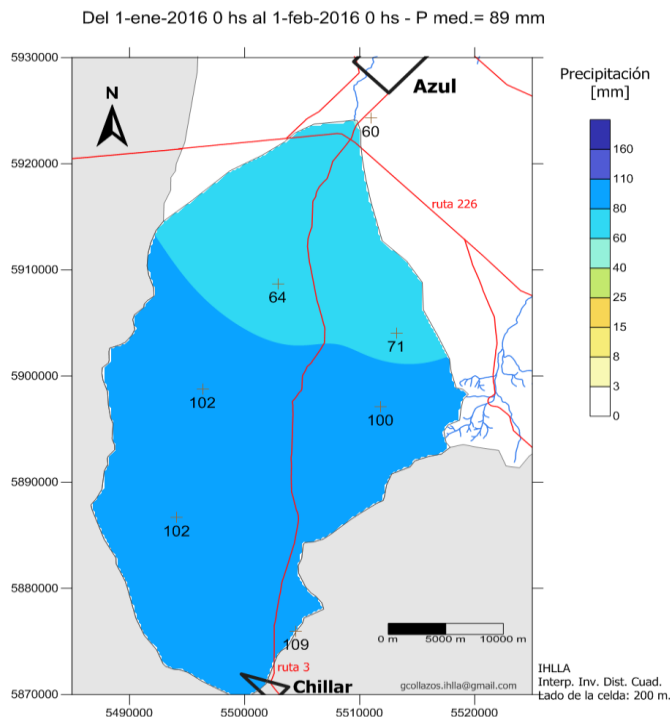 Del 1-ene-2016 0 hs al 1-feb-2016 0 hs - P med.= 89 mm
5930000
5920000
5910000
5900000
5890000
5880000
5870000
5490000
5500000
5510000
5520000
N
Azul
60
ruta 226
64
71
102
100
102
109
ruta 3
Chillar
0 m
5000 m
10000 m
gcollazos.ihlla@gmail.com
Precipitación
[mm]
160
110
80
60
40
25
15
8
3
0
IHLLA
Interp. Inv. Dist. Cuad.
Lado de la celda: 200 m.